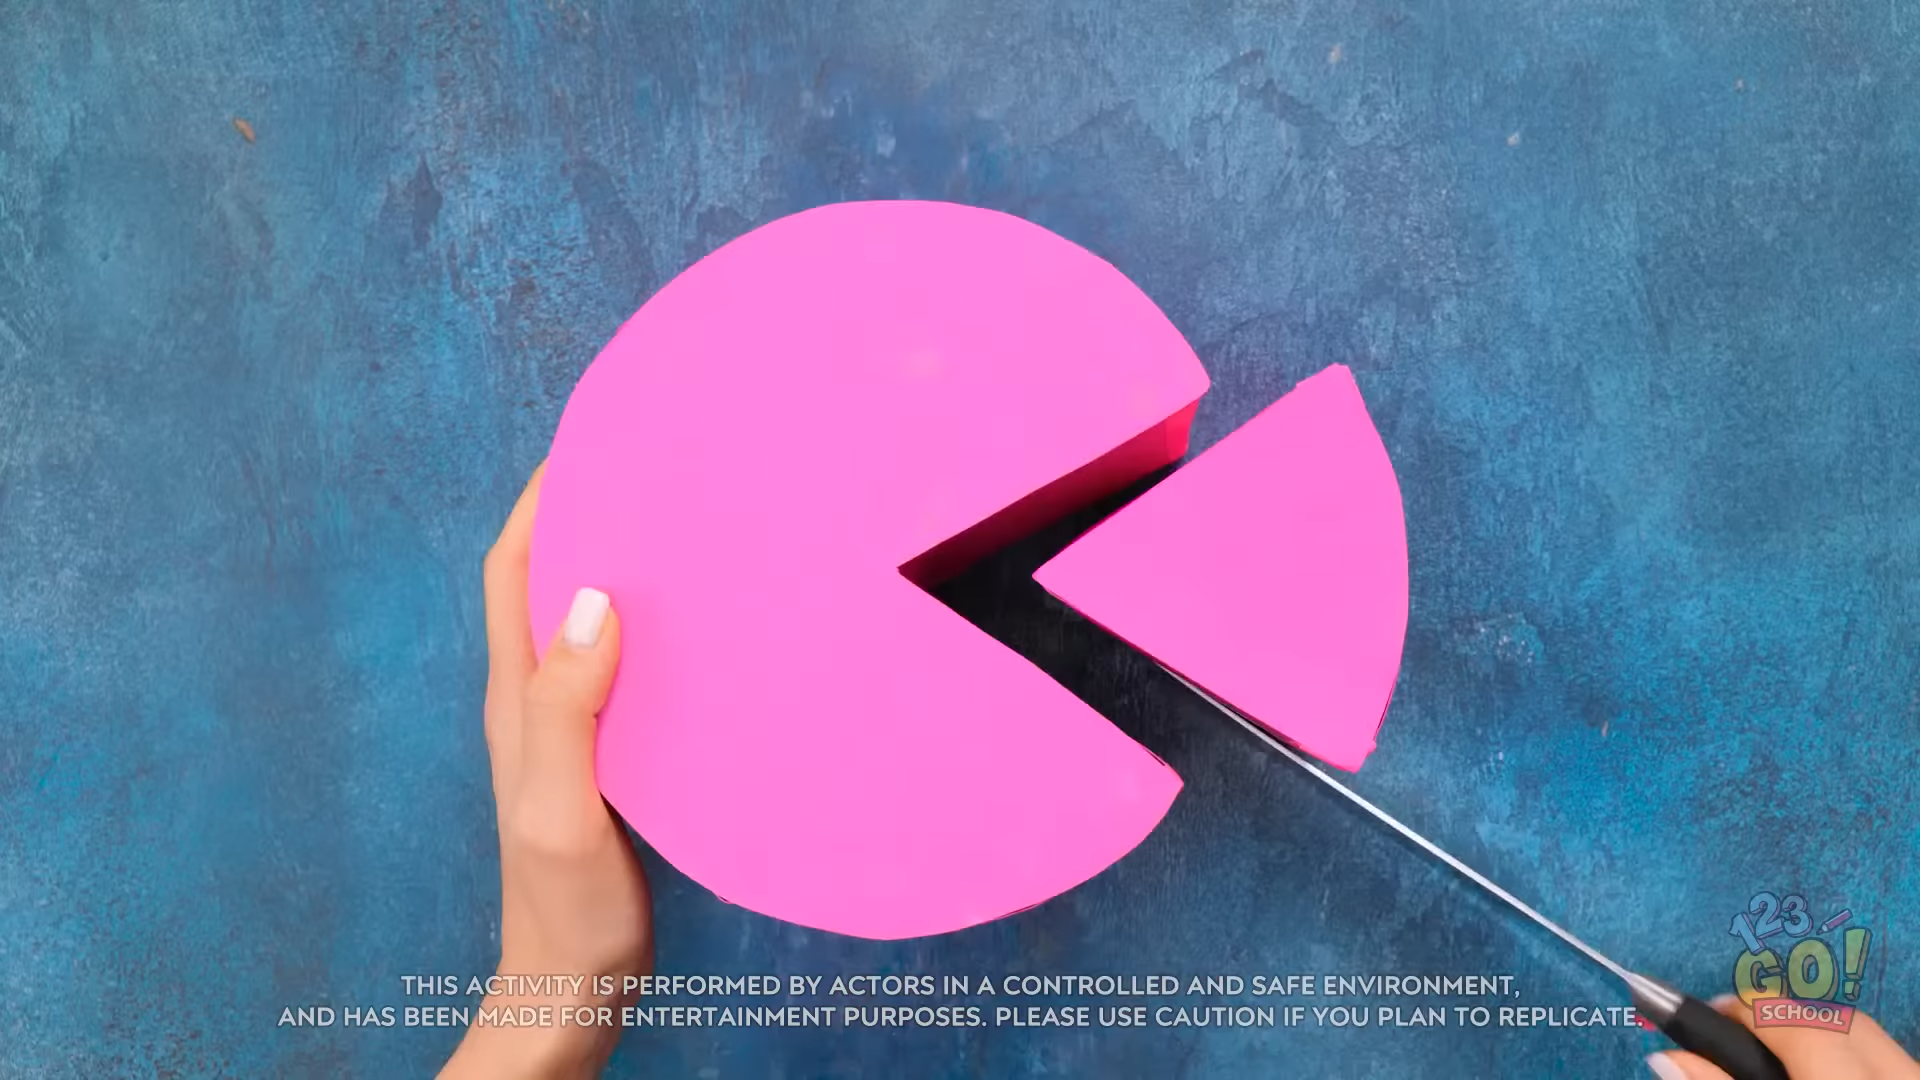 THIS ACTIVITY IS PERFORMED BY ACTORS IN A CONTROLLED AND SAFE ENVIRONMENT,
AND HAS BEEN MADE FOR ENTERTAINMENT PURPOSES. PLEASE USE CAUTION IF YOU PLAN TO REPLICATE.
123
GO!
SCHOOL